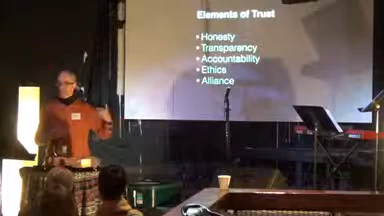 Elements of Trust
• Honesty
• Transparency
• Accountability
• Ethics
• Alliance